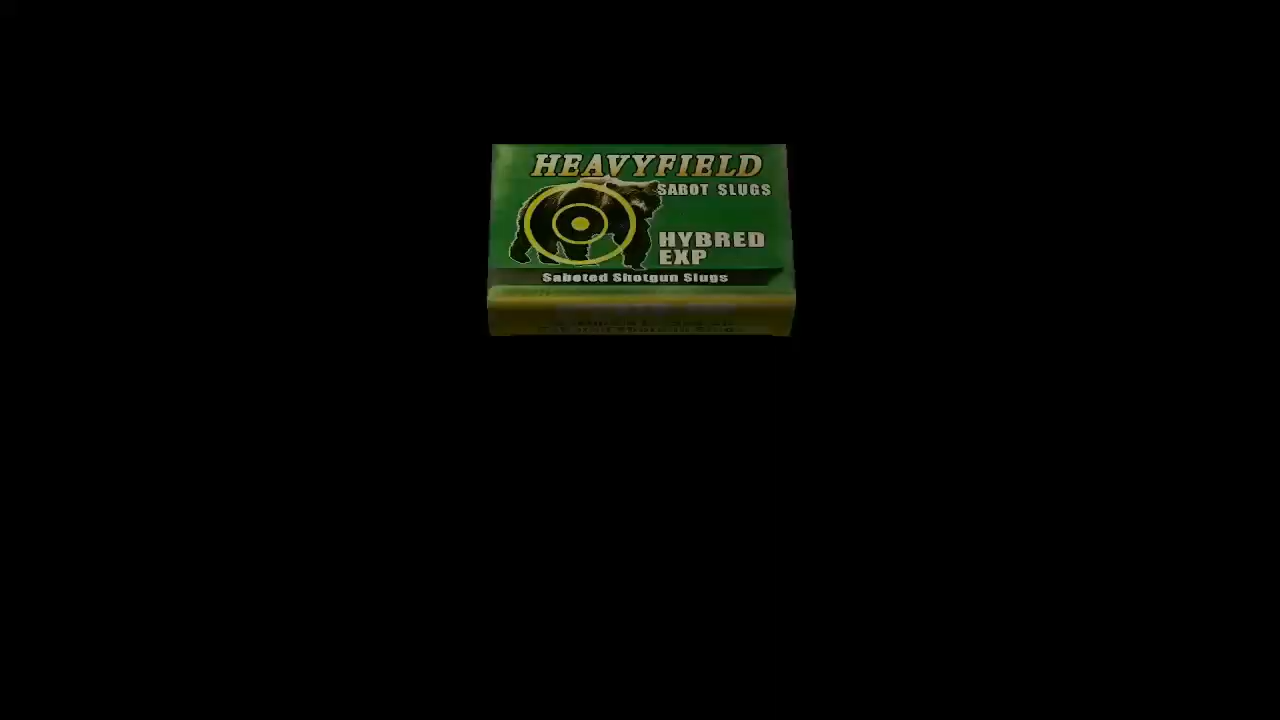 HEAVYFIELD
SABOT SLUGS
HYBRED
EXP
Saboted Shotgun Slugs